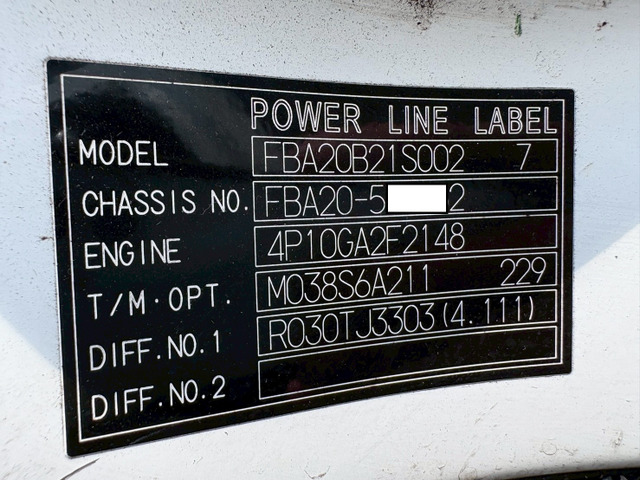 POWER LINE LABEL
MODEL FBA20B21S002 7
CHASSIS NO. FBA20-5 2
ENGINE 4P10GA2F2148
T/M·OPT. M038S6A211 229
DIFF.NO.1 R030TJ3303(4.111)
DIFF.NO.2